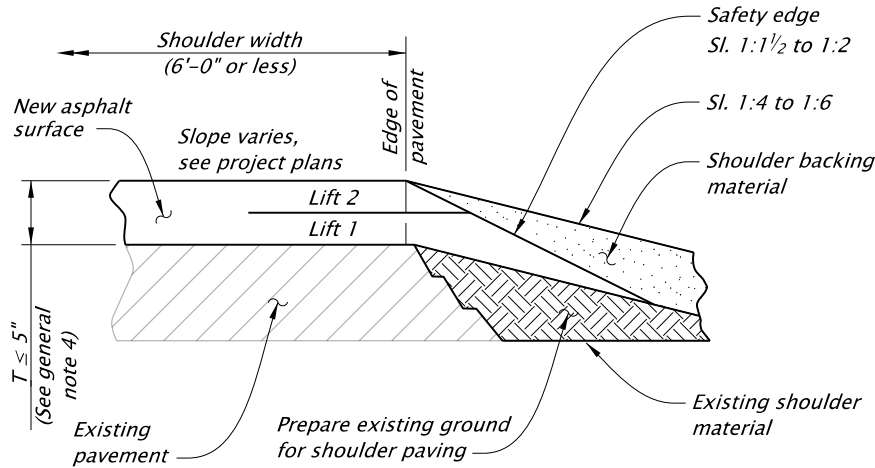 Shoulder width
(6'-0" or less)
Safety edge
Sl. 1:1½ to 1:2
New asphalt
surface
Edge of
pavement
Sl. 1:4 to 1:6
Slope varies,
see project plans
Shoulder backing
material
Lift 2
Lift 1
T ≤ 5"
(See general
note 4)
Existing
pavement
Prepare existing ground
for shoulder paving
Existing shoulder
material